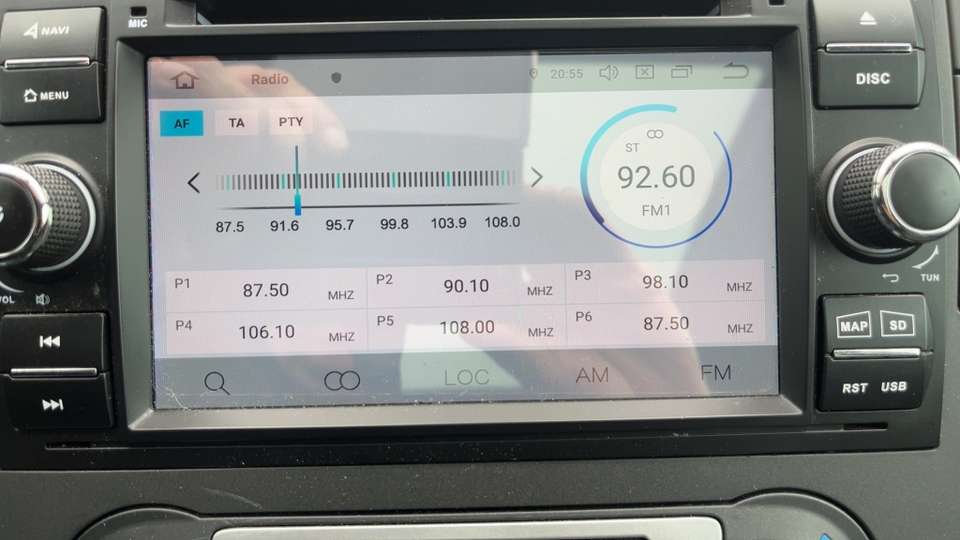 NAVI
MENU
VOL
MIC
Radio
20:55
AF TA PTY
ST
92.60
FM1
87.5 91.6 95.7 99.8 103.9 108.0
P1 87.50 MHZ P2 90.10 MHZ P3 98.10 MHZ
P4 106.10 MHZ P5 108.00 MHZ P6 87.50 MHZ
LOC AM FM
DISC
TUN
MAP SD
RST USB